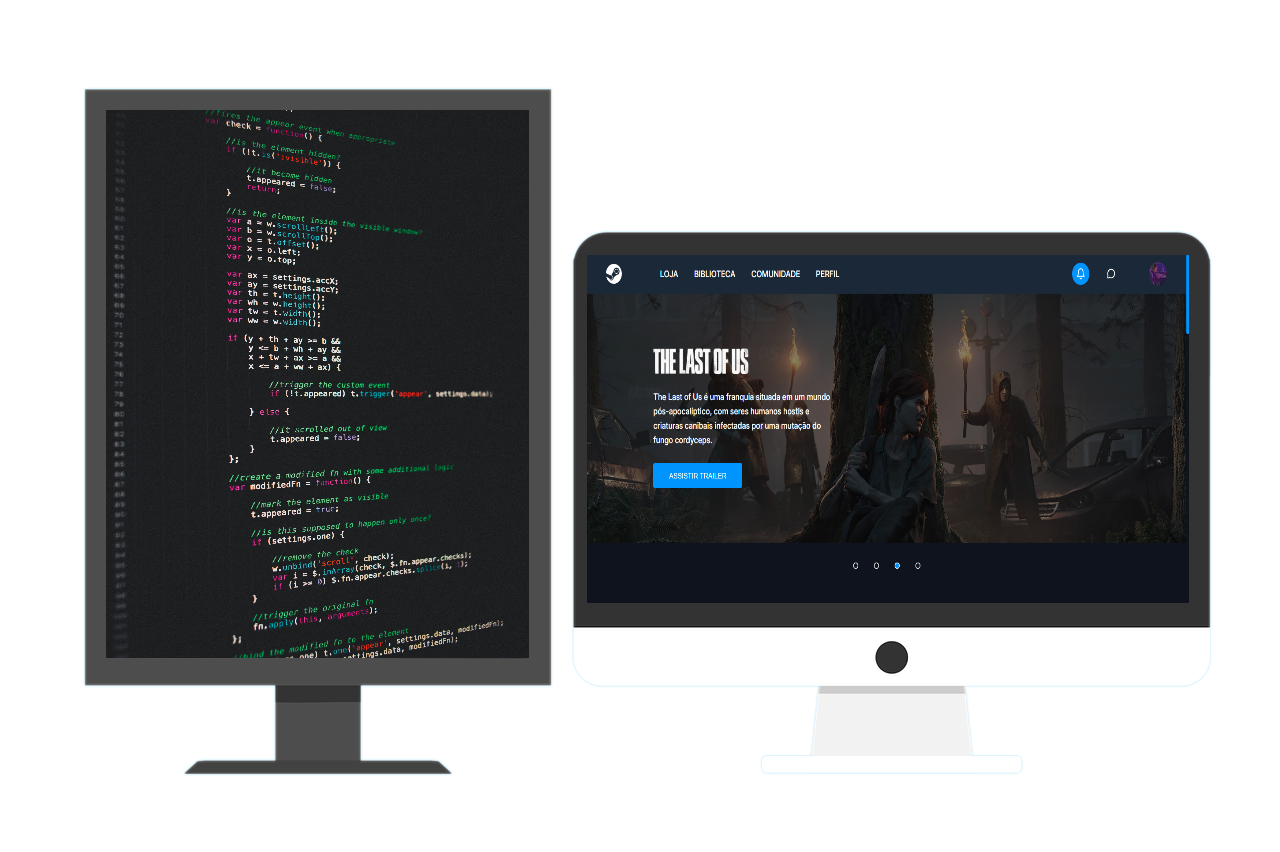 //fires the appear event when appropriate
var check = function() {
//is the element hidden?
if (!t.is(':visible')) {
//it became hidden
t.appeared = false;
return;
}
//is the element inside the visible window?
var a = w.scrollLeft();
var b = w.scrollTop();
var o = t.offset();
var x = o.left;
var y = o.top;
var ax = settings.accX;
var ay = settings.accY;
var th = t.height();
var wh = w.height();
var tw = t.width();
var ww = w.width();
if (y + th + ay >= b &&
y <= b + wh + ay &&
x + tw + ax >= a &&
x <= a + ww + ax) {
//trigger the custom event
if (!t.appeared) t.trigger('appear', settings.data);
} else {
//it scrolled out of view
t.appeared = false;
}
};
//create a modified fn with some additional logic
var modifiedFn = function() {
//mark the element as visible
t.appeared = true;
//is this supposed to happen only once?
if (settings.one) {
//remove the check
w.unbind('scroll', check);
var i = $.inArray(check, $.fn.appear.checks);
if (i >= 0) $.fn.appear.checks.splice(i, 1);
}
//trigger the original fn
fn.apply(this, arguments);
};
//bind the modified fn to the element
one) t.one('appear', settings.data, modifiedFn);
settings.data, modifiedFn);
LOJA BIBLIOTECA COMUNIDADE PERFIL
THE LAST OF US
The Last of Us é uma franquia situada em um mundo
pós-apocalíptico, com seres humanos hostis e
criaturas canibais infectadas por uma mutação do
fungo cordyceps.
ASSISTIR TRAILER